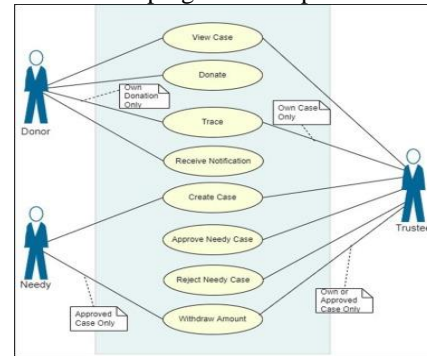 View Case
Donate
Own
Donation
Only
Own Case
Only
Trace
Donor
Receive Notification
Create Case
Trustee
Approve Needy Case
Needy
Reject Needy Case
Own or
Approved
Case Only
Approved
Case Only
Withdraw Amount